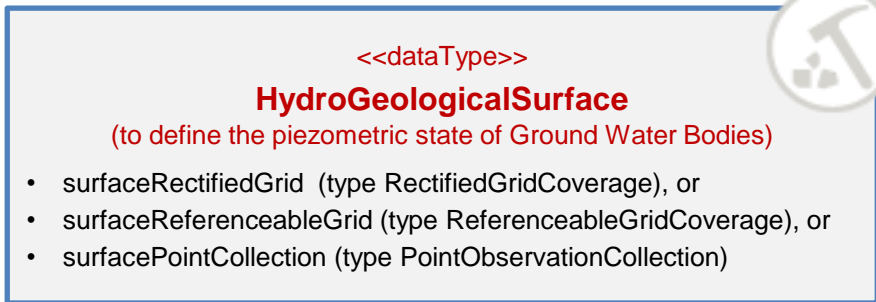 <<dataType>>
HydroGeologicalSurface
(to define the piezometric state of Ground Water Bodies)
• surfaceRectifiedGrid (type RectifiedGridCoverage), or
• surfaceReferenceableGrid (type ReferenceableGridCoverage), or
• surfacePointCollection (type PointObservationCollection)